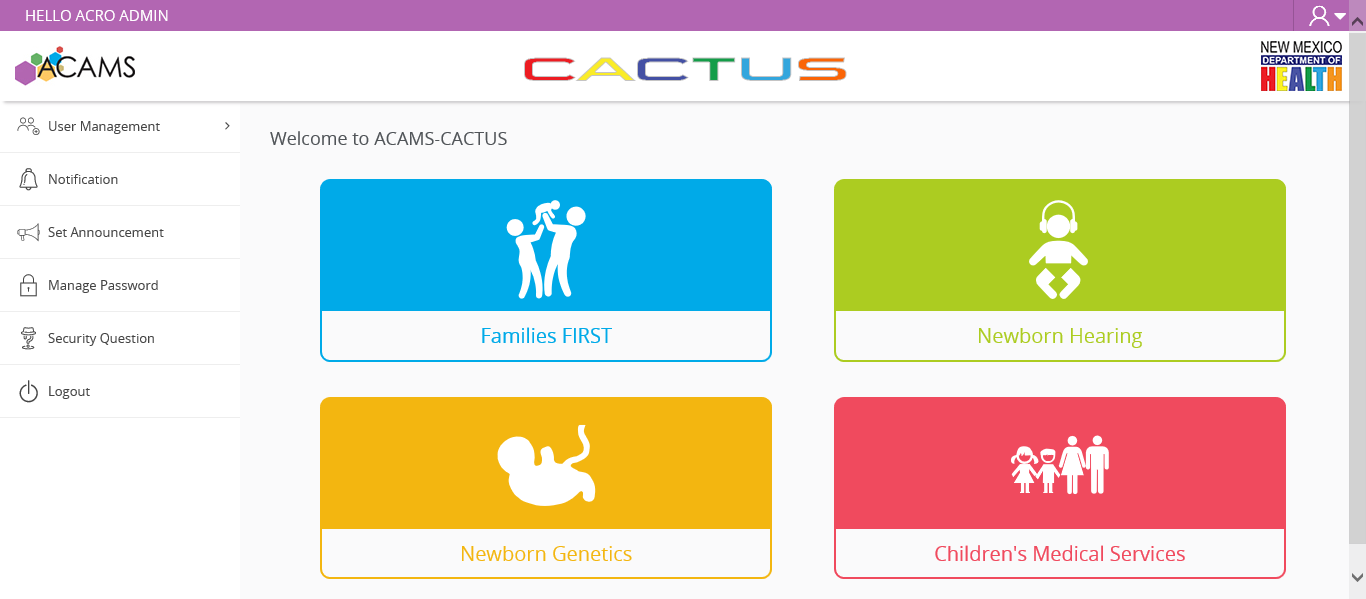 HELLO ACRO ADMIN
ACAMS
CACTUS
NEW MEXICO
DEPARTMENT OF
HEALTH
User Management
Notification
Set Announcement
Manage Password
Security Question
Logout
Welcome to ACAMS-CACTUS
Families FIRST
Newborn Hearing
Newborn Genetics
Children's Medical Services